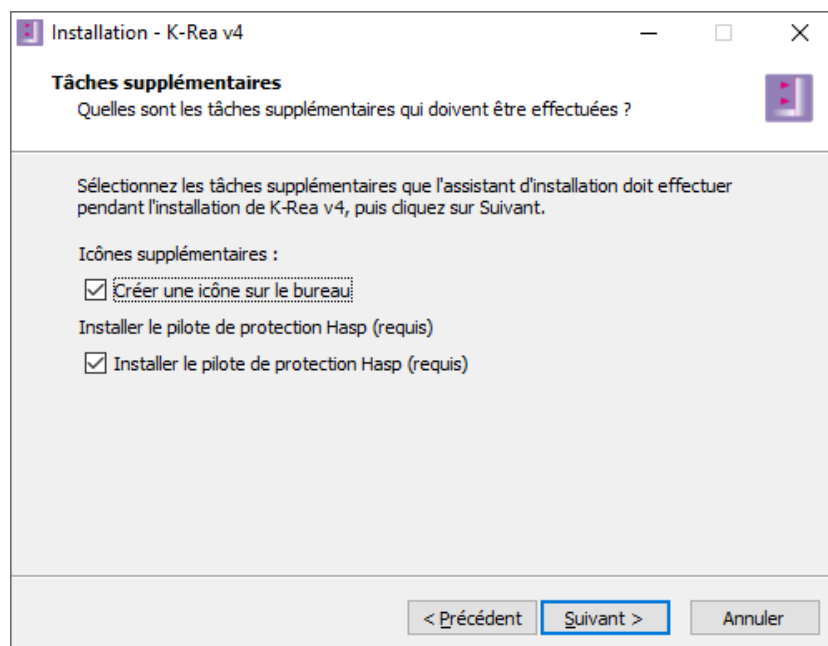 Installation - K-Rea v4
Tâches supplémentaires
Quelles sont les tâches supplémentaires qui doivent être effectuées ?
Sélectionnez les tâches supplémentaires que l'assistant d'installation doit effectuer
pendant l'installation de K-Rea v4, puis cliquez sur Suivant.
Icônes supplémentaires :
Créer une icône sur le bureau
Installer le pilote de protection Hasp (requis)
Installer le pilote de protection Hasp (requis)
< Précédent Suivant > Annuler